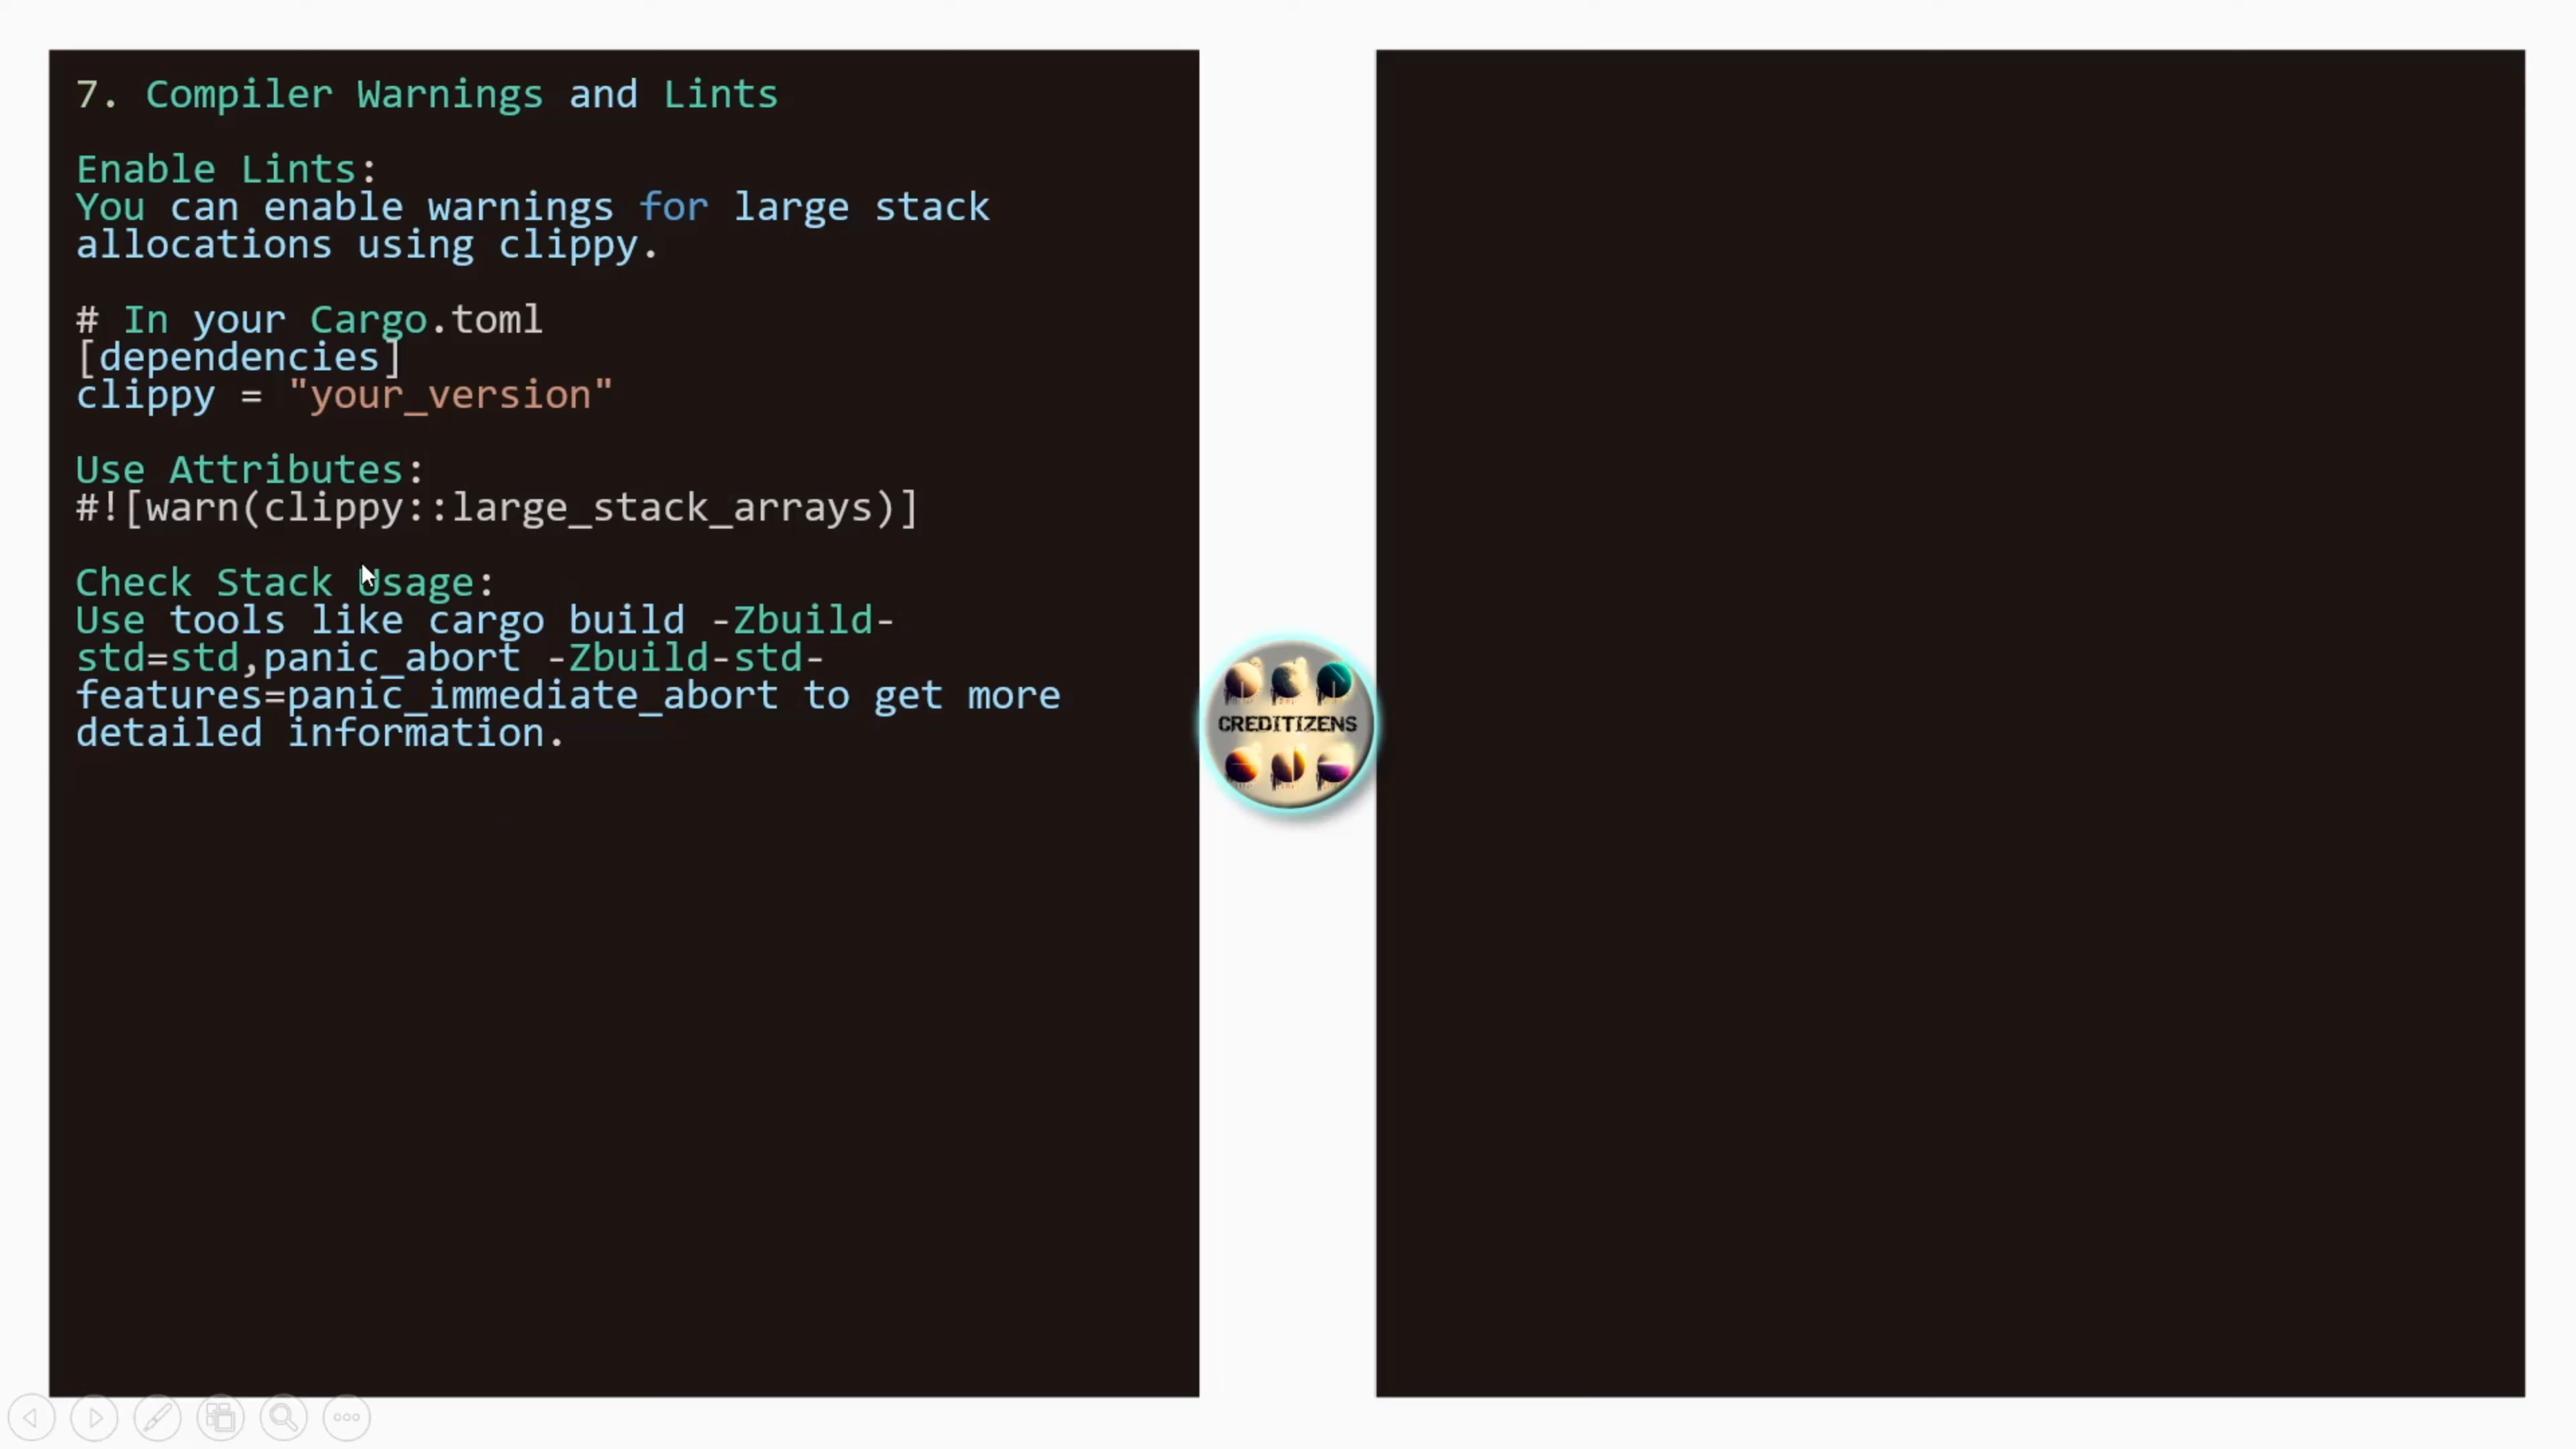 7. Compiler Warnings and Lints
Enable Lints:
You can enable warnings for large stack
allocations using clippy.
# In your Cargo.toml
[dependencies]
clippy = "your_version"
Use Attributes:
#![warn(clippy::large_stack_arrays)]
Check Stack Usage:
Use tools like cargo build -Zbuild-
std=std,panic_abort -Zbuild-std-
features=panic_immediate_abort to get more
detailed information.
CREDITIZENS